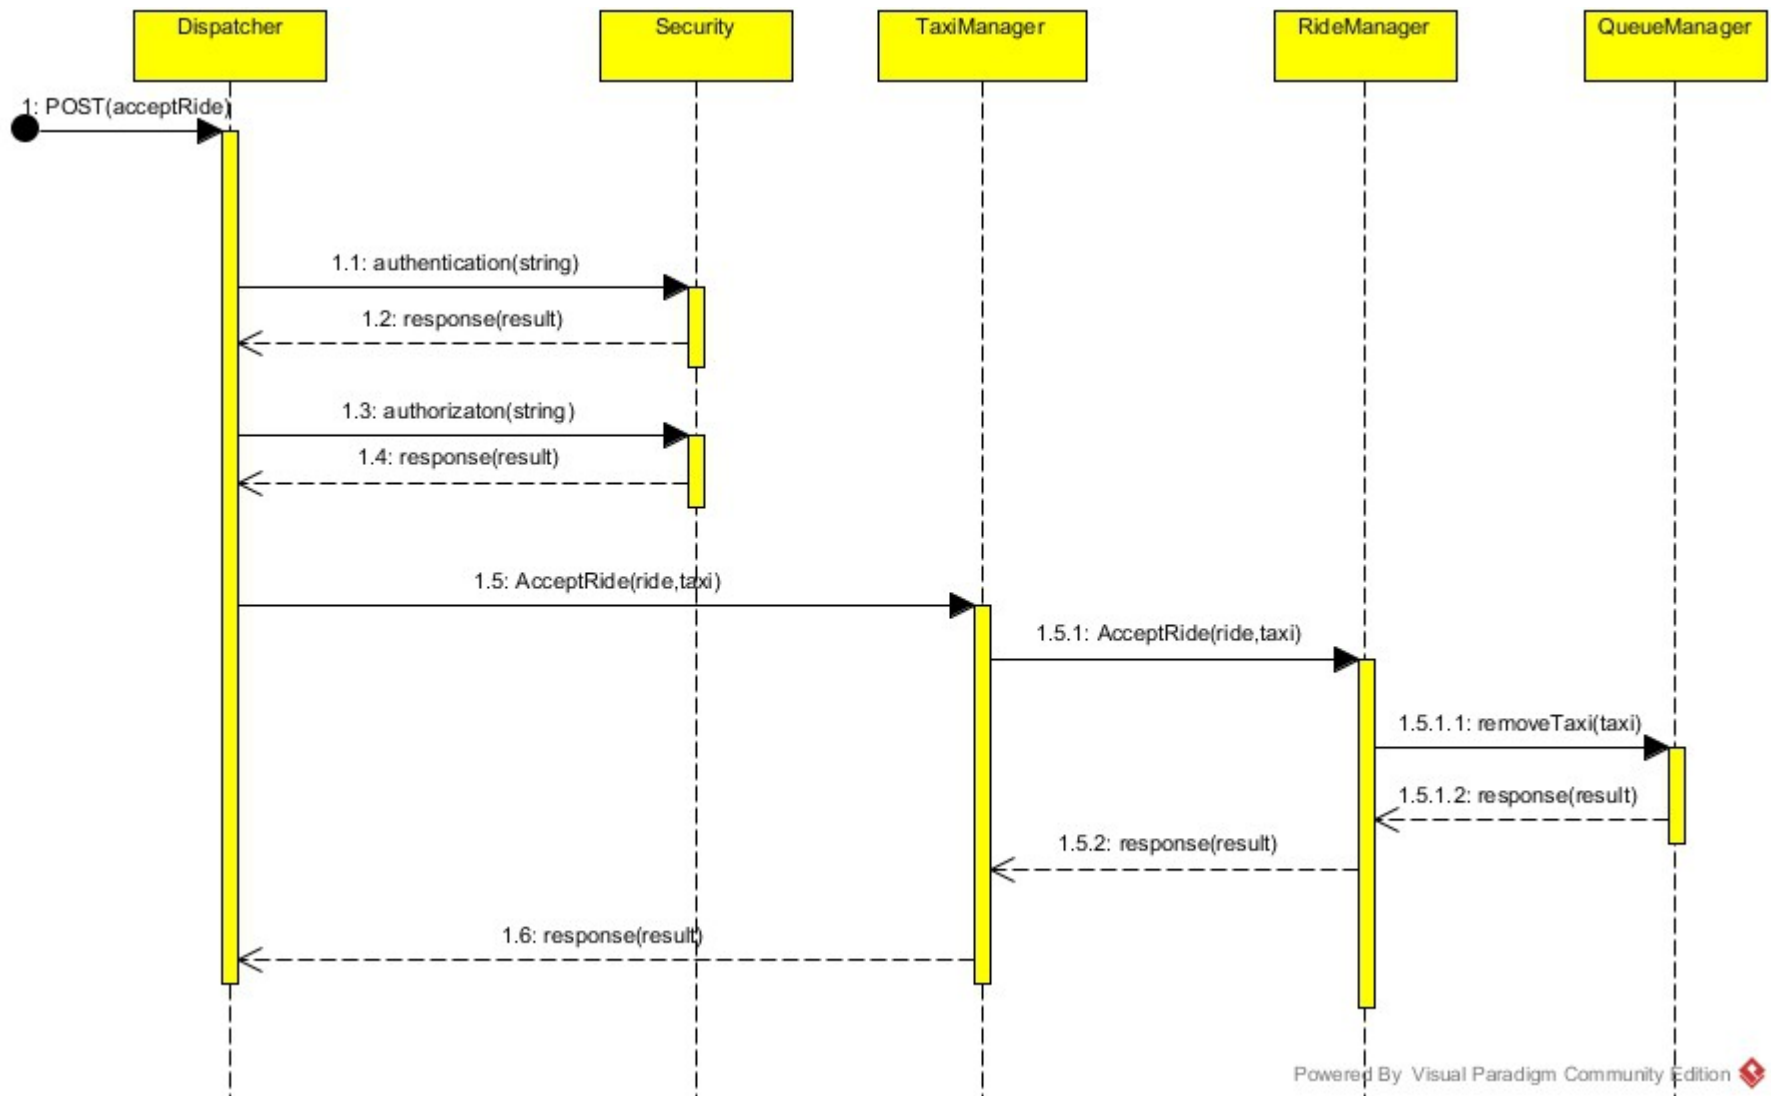 Dispatcher
Security
TaxiManager
RideManager
QueueManager
1: POST(acceptRide)
1.1: authentication(string)
1.2: response(result)
1.3: authorizaton(string)
1.4: response(result)
1.5: AcceptRide(ride,taxi)
1.5.1: AcceptRide(ride,taxi)
1.5.1.1: removeTaxi(taxi)
1.5.1.2: response(result)
1.5.2: response(result)
1.6: response(result)
Powered By Visual Paradigm Community Edition